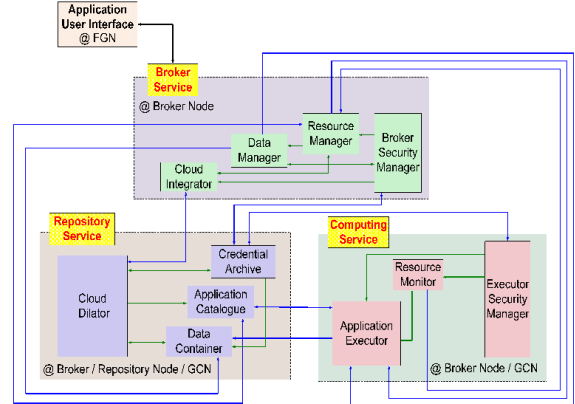 Application
User Interface
@ FGN
Broker
Service
@ Broker Node
Resource
Manager
Broker
Security
Manager
Data
Manager
Cloud
Integrator
Repository
Service
Computing
Service
Credential
Archive
Resource
Monitor
Executor
Security
Manager
Cloud
Dilator
Application
Catalogue
Application
Executor
Data
Container
@ Broker / Repository Node / GCN
@ Broker Node / GCN